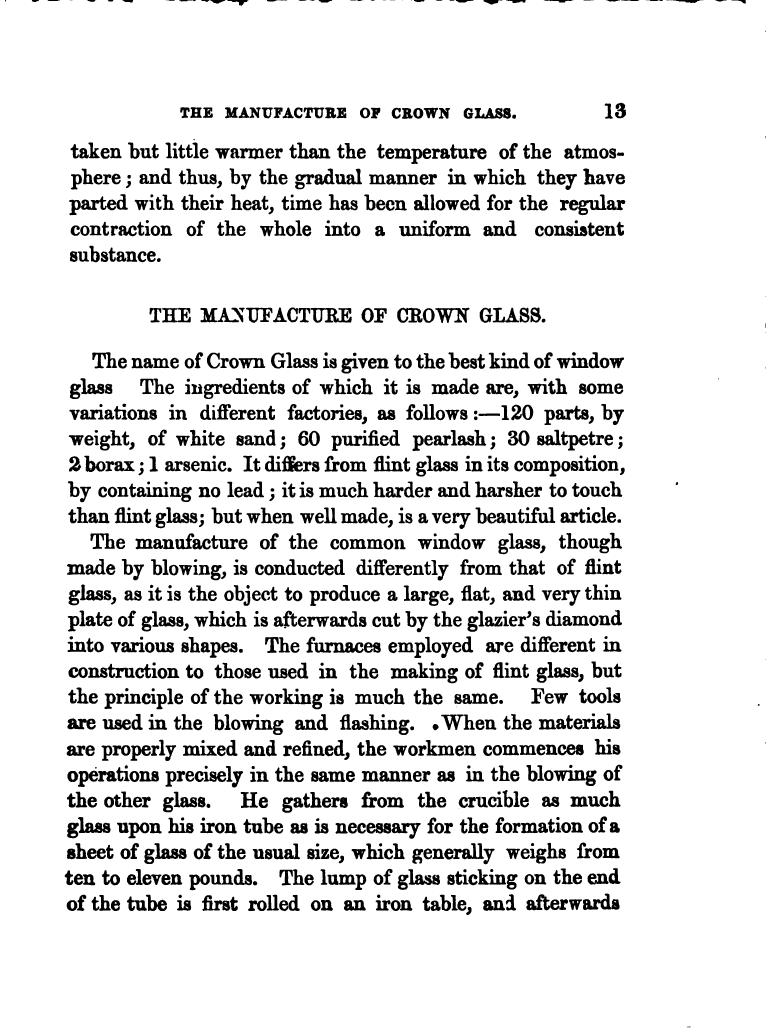 THE MANUFACTURE OF CROWN GLASS. 13
taken but little warmer than the temperature of the atmos-
phere; and thus, by the gradual manner in which they have
parted with their heat, time has been allowed for the regular
contraction of the whole into a uniform and consistent
substance.
THE MANUFACTURE OF CROWN GLASS.
The name of Crown Glass is given to the best kind of window
glass The ingredients of which it is made are, with some
variations in different factories, as follows:—120 parts, by
weight, of white sand; 60 purified pearlash; 30 saltpetre;
2 borax; 1 arsenic. It differs from flint glass in its composition,
by containing no lead; it is much harder and harsher to touch
than flint glass; but when well made, is a very beautiful article.
The manufacture of the common window glass, though
made by blowing, is conducted differently from that of flint
glass, as it is the object to produce a large, flat, and very thin
plate of glass, which is afterwards cut by the glazier's diamond
into various shapes. The furnaces employed are different in
construction to those used in the making of flint glass, but
the principle of the working is much the same. Few tools
are used in the blowing and flashing. When the materials
are properly mixed and refined, the workmen commences his
operations precisely in the same manner as in the blowing of
the other glass. He gathers from the crucible as much
glass upon his iron tube as is necessary for the formation of a
sheet of glass of the usual size, which generally weighs from
ten to eleven pounds. The lump of glass sticking on the end
of the tube is first rolled on an iron table, and afterwards